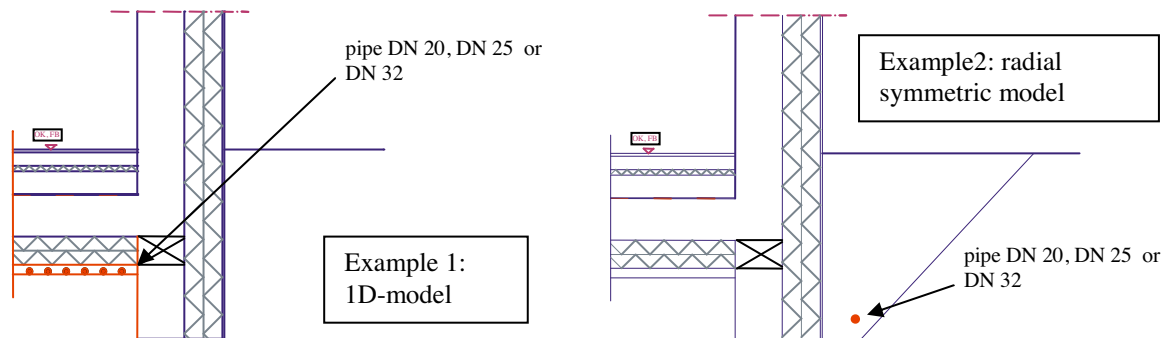 pipe DN 20, DN 25 or
DN 32
OK. FB
Example 1:
1D-model
Example2: radial
symmetric model
OK. FB
pipe DN 20, DN 25 or
DN 32